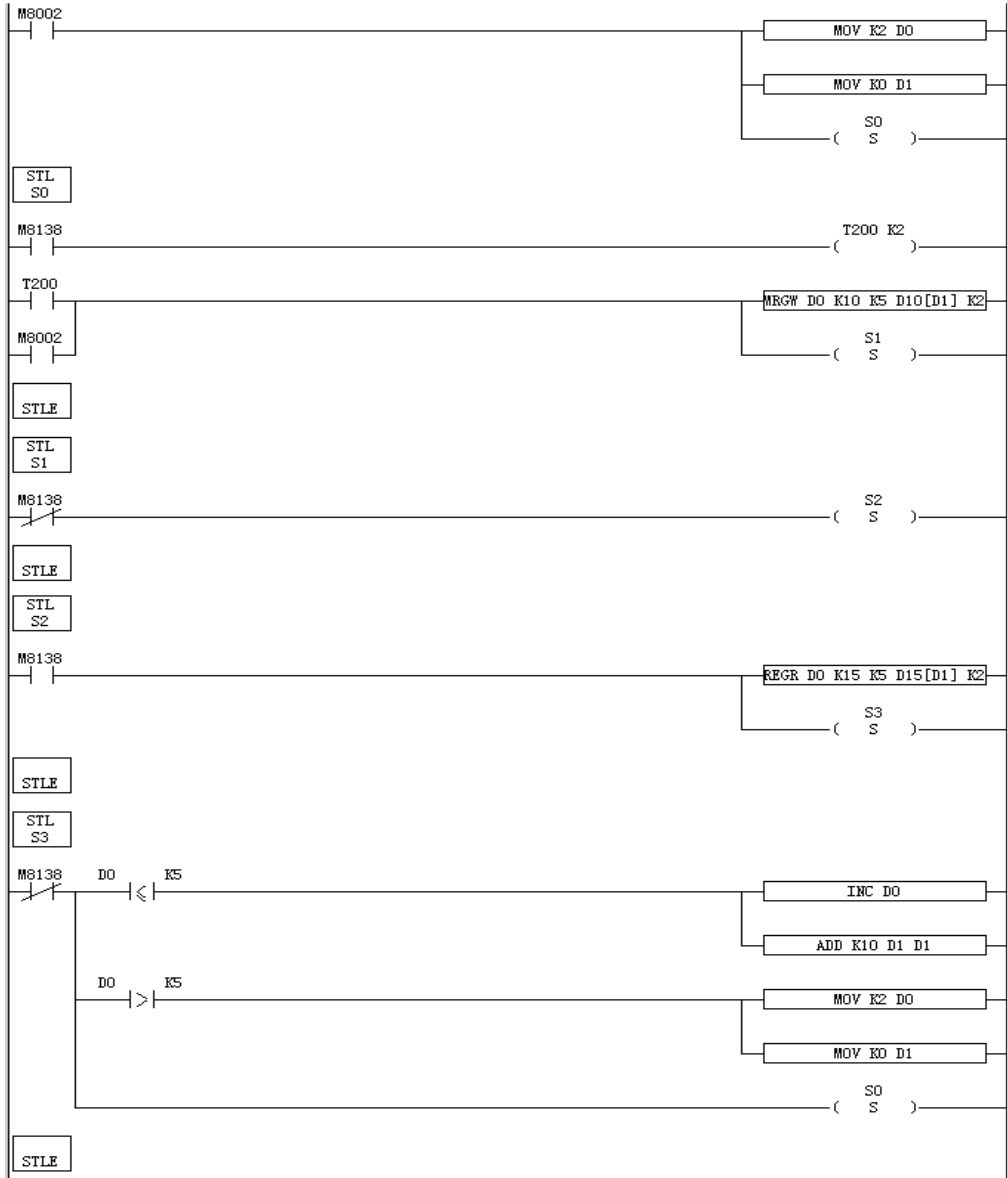 M8002
MOV K2 D0
MOV K0 D1
S0
( S )
STL
S0
M8138
T200 K2
( )
T200
MRGW D0 K10 K5 D10[D1] K2
M8002
S1
( S )
STLE
STL
S1
M8138
S2
( S )
STLE
STL
S2
M8138
REGR D0 K15 K5 D15[D1] K2
S3
( S )
STLE
STL
S3
M8138 D0 ≤ K5
INC D0
ADD K10 D1 D1
D0 > K5
MOV K2 D0
MOV K0 D1
S0
( S )
STLE